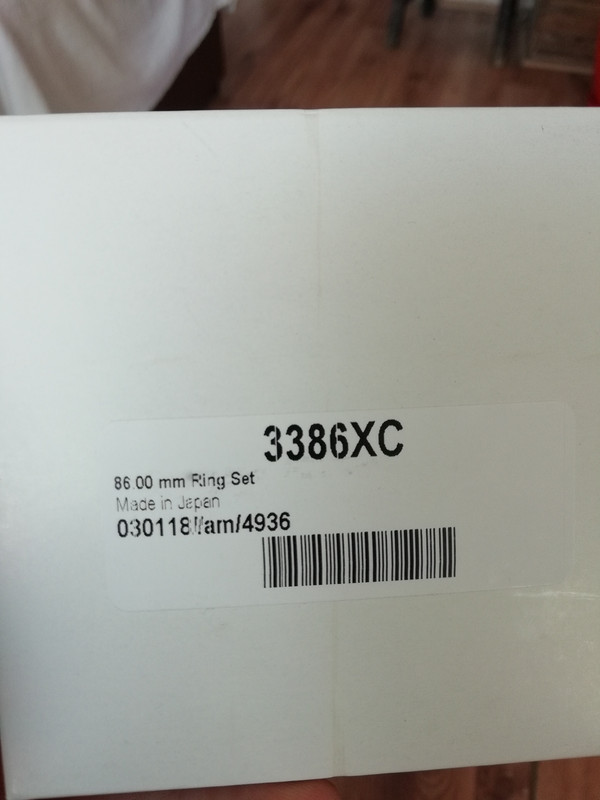 3386XC
86.00 mm Ring Set
Made in Japan
030118//am/4936